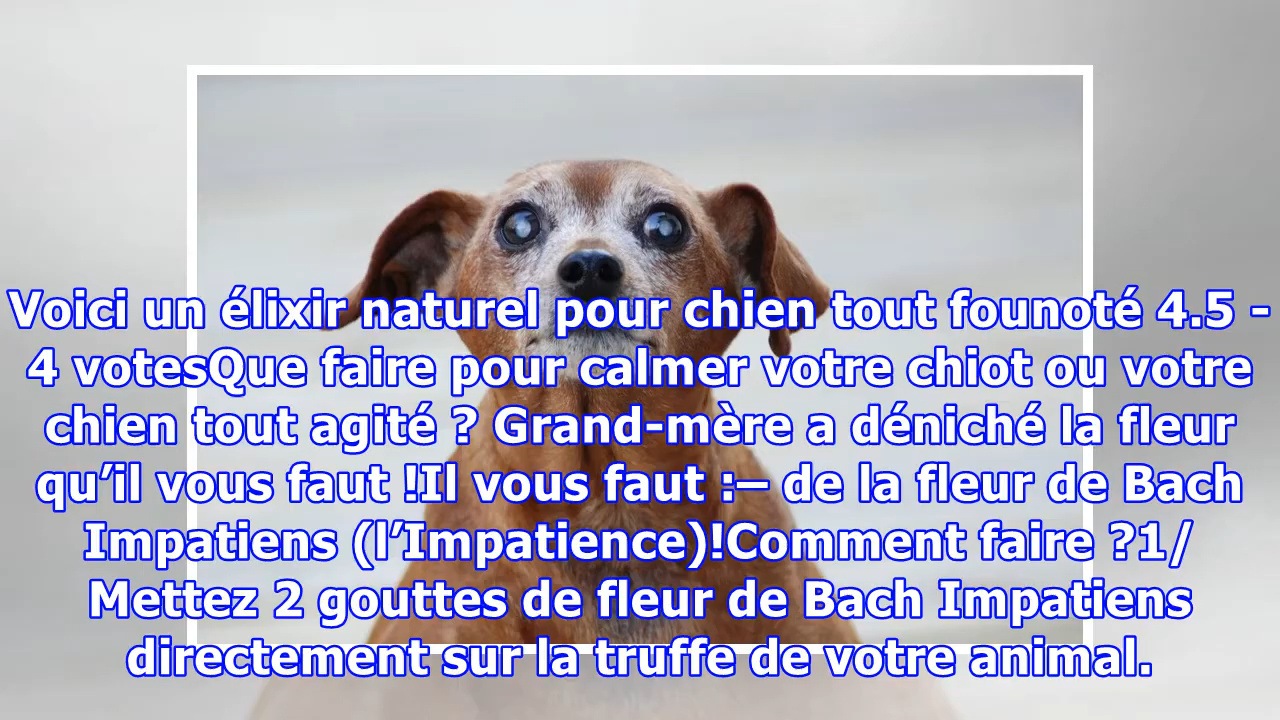 Voici un élixir naturel pour chien tout founoté 4.5 -
4 votesQue faire pour calmer votre chiot ou votre
chien tout agité ? Grand-mère a déniché la fleur
qu’il vous faut !Il vous faut :– de la fleur de Bach
Impatiens (l’Impatience)!Comment faire ?1/
Mettez 2 gouttes de fleur de Bach Impatiens
directement sur la truffe de votre animal.